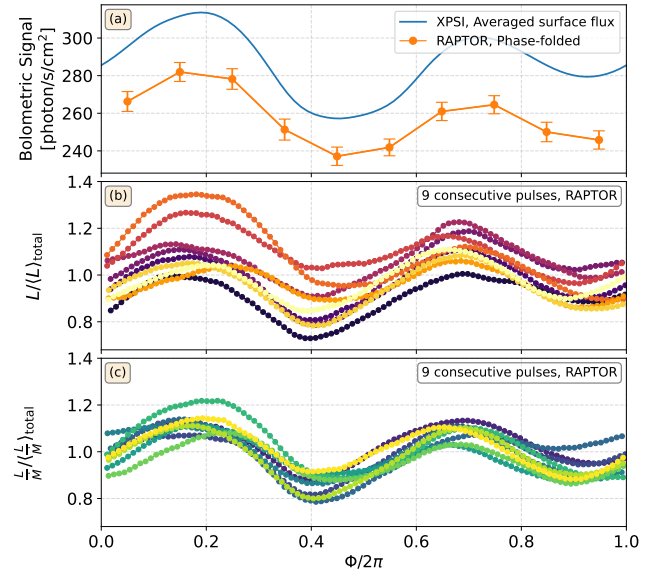 (a)
XPSI, Averaged surface flux
RAPTOR, Phase-folded
Bolometric Signal
[photon/s/cm²]
300
280
260
240
(b)
9 consecutive pulses, RAPTOR
L/⟨L⟩total
1.4
1.2
1.0
0.8
(c)
9 consecutive pulses, RAPTOR
L/Ṁ/⟨L/Ṁ⟩total
1.4
1.2
1.0
0.8
0.0 0.2 0.4 0.6 0.8 1.0
Φ/2π